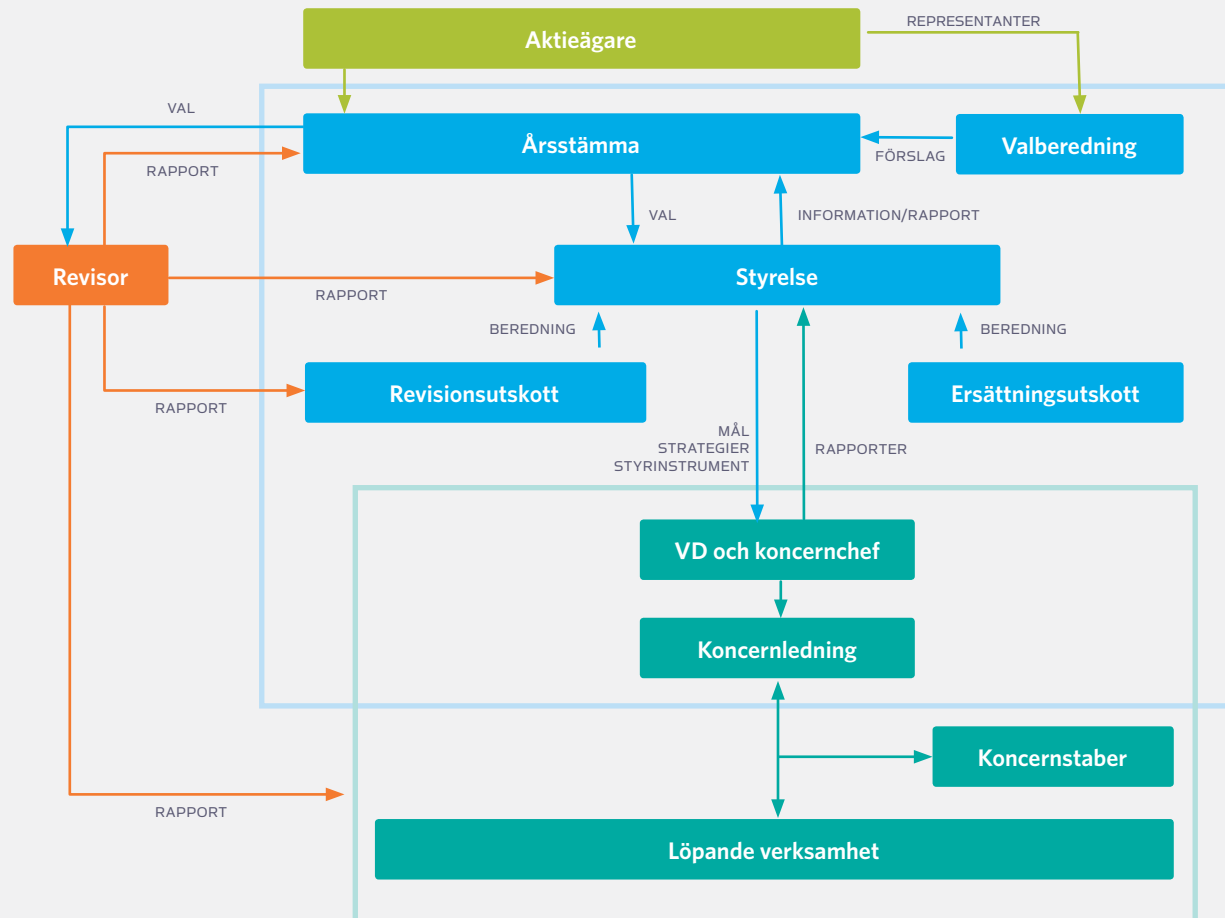 REPRESENTANTER
Aktieägare
VAL
Årsstämma
Valberedning
FÖRSLAG
RAPPORT
VAL
INFORMATION/RAPPORT
Revisor
Styrelse
RAPPORT
BEREDNING
BEREDNING
Revisionsutskott
Ersättningsutskott
RAPPORT
MÅL
STRATEGIER
STYRINSTRUMENT
RAPPORTER
VD och koncernchef
Koncernledning
Koncernstaber
RAPPORT
Löpande verksamhet